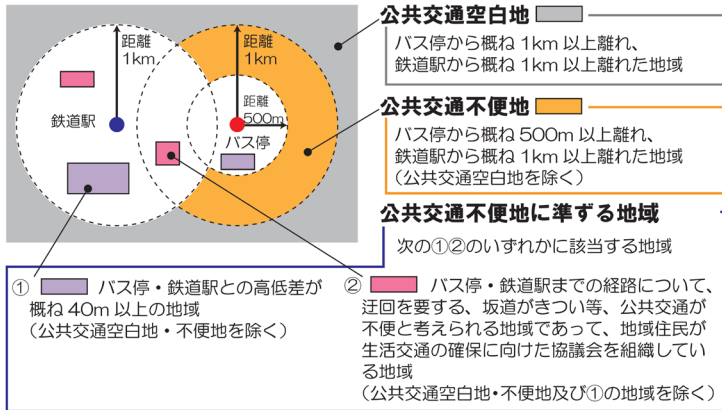 距離
1km
距離
1km
鉄道駅
距離
500m
バス停
公共交通空白地
バス停から概ね 1km 以上離れ、
鉄道駅から概ね 1km 以上離れた地域
公共交通不便地
バス停から概ね 500m 以上離れ、
鉄道駅から概ね 1km 以上離れた地域
（公共交通空白地を除く）
公共交通不便地に準ずる地域
次の①②のいずれかに該当する地域
① バス停・鉄道駅との高低差が
概ね 40m 以上の地域
（公共交通空白地・不便地を除く）
② バス停・鉄道駅までの経路について、
迂回を要する、坂道がきつい等、公共交通が
不便と考えられる地域であって、地域住民が
生活交通の確保に向けた協議会を組織してい
る地域
（公共交通空白地・不便地及び①の地域を除く）